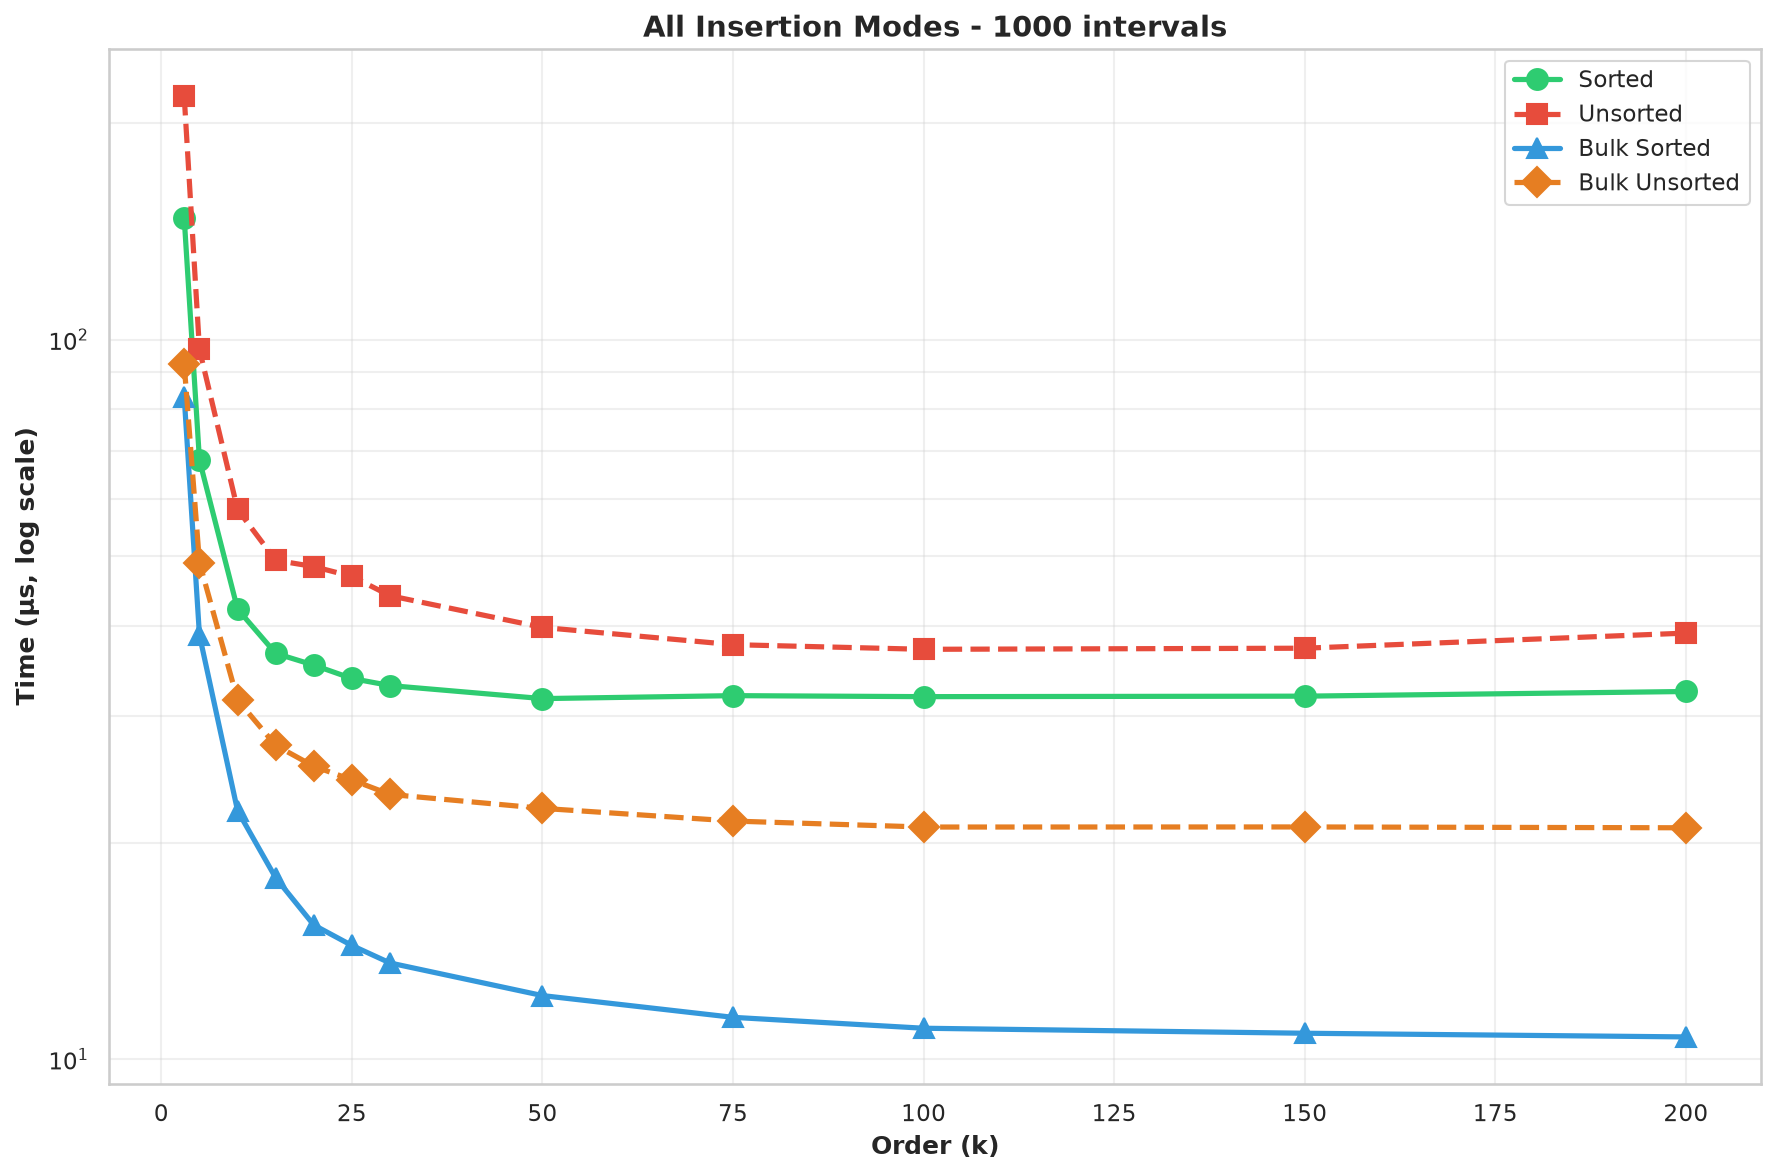 All Insertion Modes - 1000 intervals
Sorted
Unsorted
Bulk Sorted
Bulk Unsorted
Time (μs, log scale)
10²
10¹
0 25 50 75 100 125 150 175 200
Order (k)